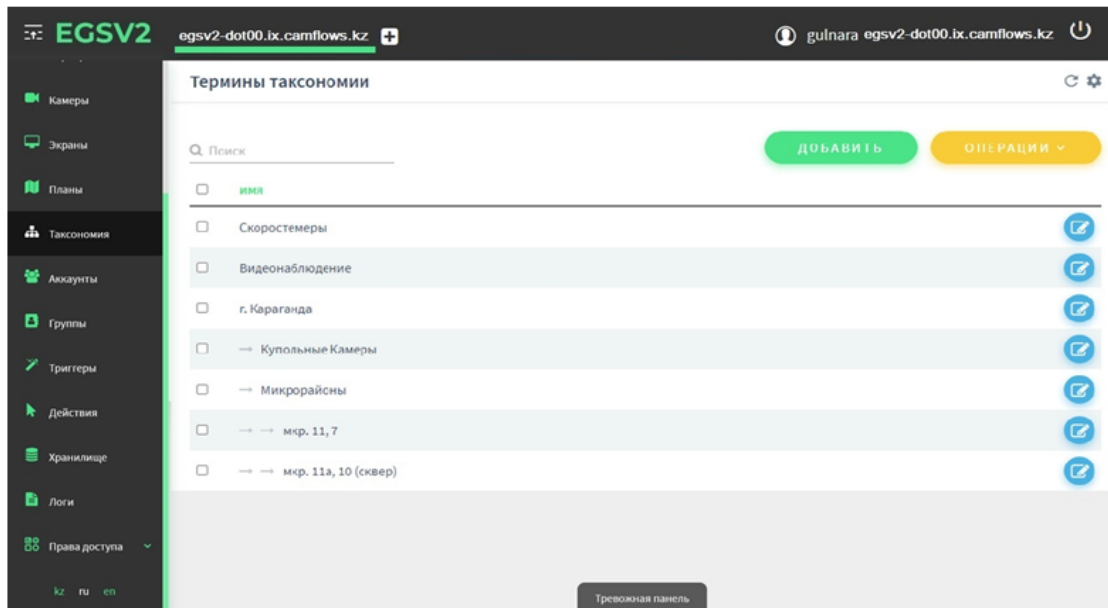 EGSV2
egsv2-dot00.ix.camflows.kz
gulnara egsv2-dot00.ix.camflows.kz
Термины таксономии
Камеры
Экраны
Планы
Таксономия
Аккаунты
Группы
Триггеры
Действия
Хранилище
Логи
Права доступа
kz ru en
Поиск
ДОБАВИТЬ
ОПЕРАЦИИ
имя
Скоростемеры
Видеонаблюдение
г. Караганда
→ Купольные Камеры
→ Микрорайоны
→ → мкр. 11, 7
→ → мкр. 11а, 10 (сквер)
Тревожная панель